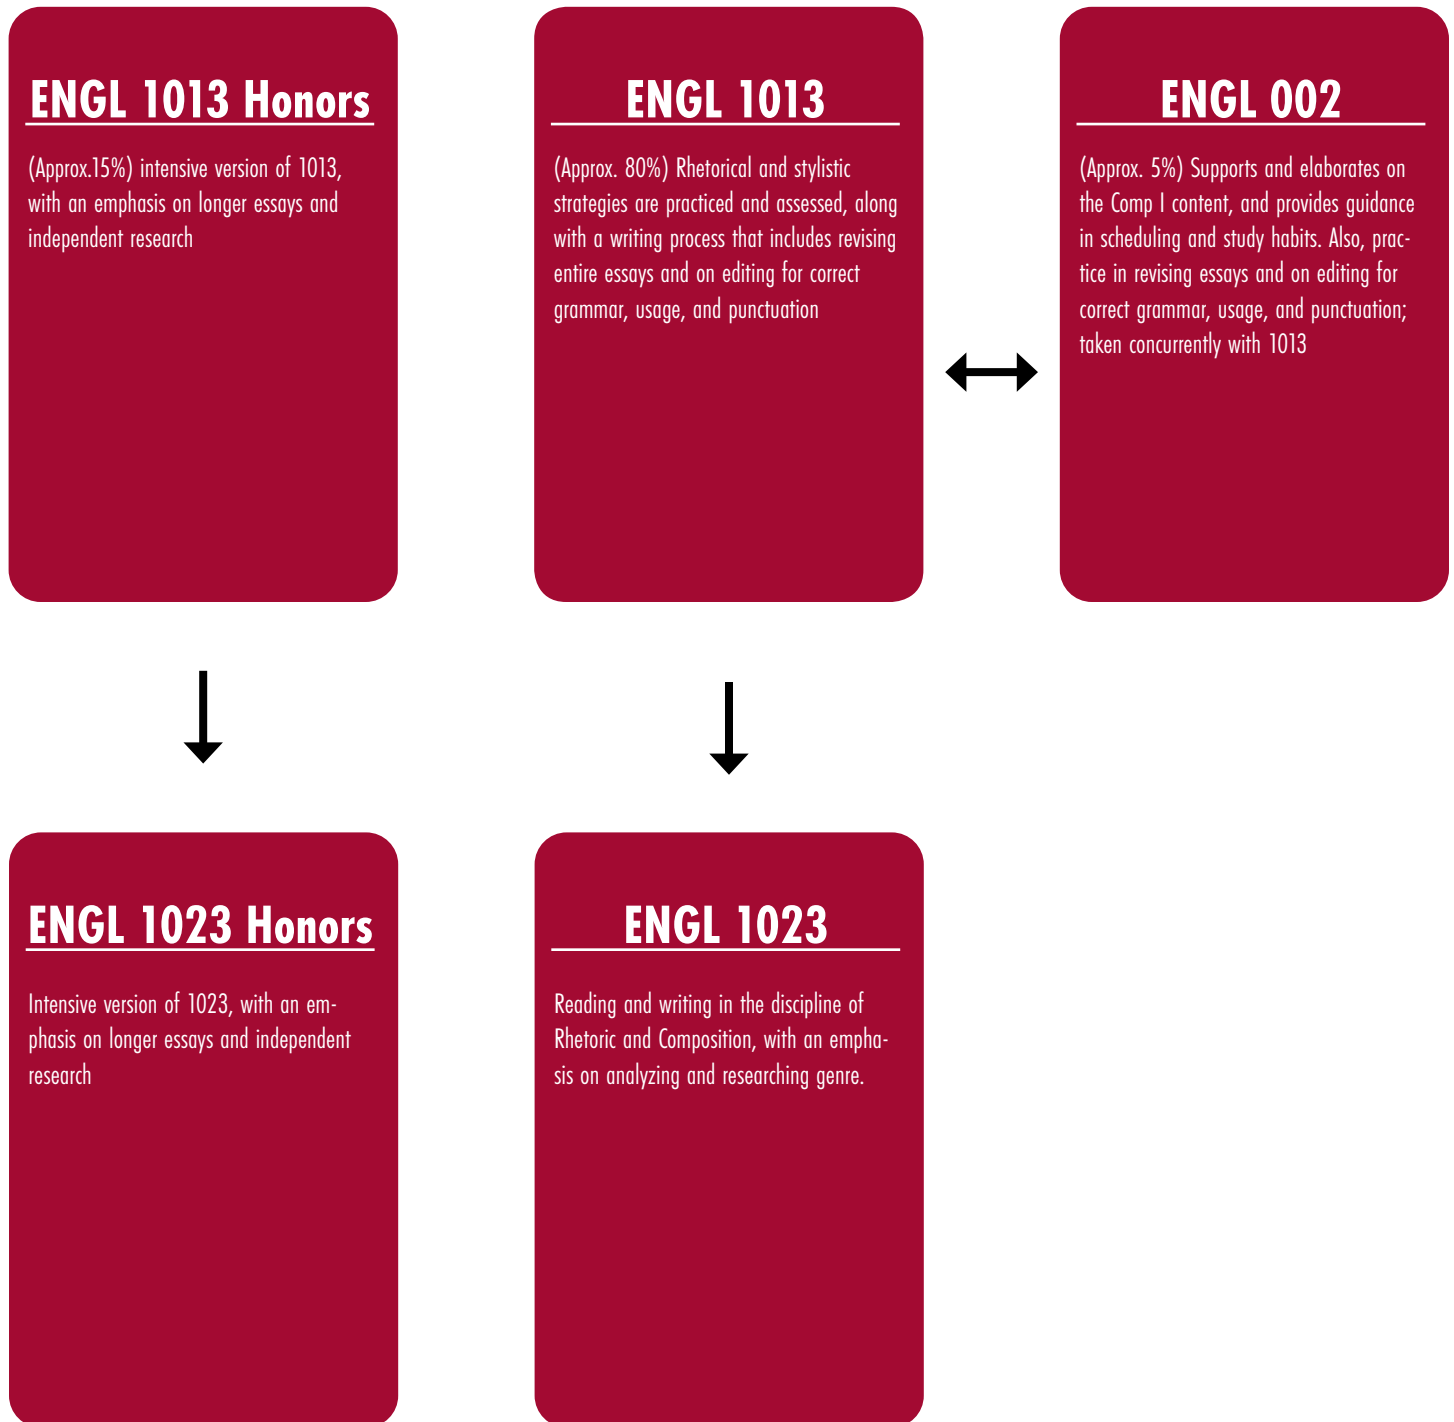 ENGL 1013 Honors
(Approx.15%) intensive version of 1013,
with an emphasis on longer essays and
independent research
ENGL 1013
(Approx. 80%) Rhetorical and stylistic
strategies are practiced and assessed, along
with a writing process that includes revising
entire essays and on editing for correct
grammar, usage, and punctuation
ENGL 002
(Approx. 5%) Supports and elaborates on
the Comp I content, and provides guidance
in scheduling and study habits. Also, prac-
tice in revising essays and on editing for
correct grammar, usage, and punctuation;
taken concurrently with 1013
ENGL 1023 Honors
Intensive version of 1023, with an em-
phasis on longer essays and independent
research
ENGL 1023
Reading and writing in the discipline of
Rhetoric and Composition, with an empha-
sis on analyzing and researching genre.